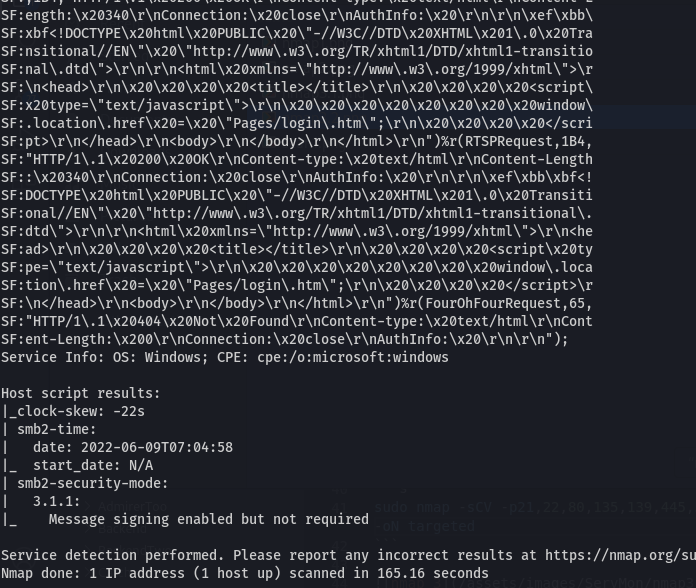 SF:ength:\x20340\r\nConnection:\x20close\r\nAuthInfo:\x20\r\n\r\n\xef\xbb\
SF:xbf<!DOCTYPE\x20html\x20PUBLIC\x20\"-//W3C//DTD\x20XHTML\x201\.0\x20Tra
SF:nsitional//EN\"\x20\"http://www\.w3\.org/TR/xhtml1/DTD/xhtml1-transitio
SF:nal\.dtd\">\r\n\r\n<html\x20xmlns=\"http://www\.w3\.org/1999/xhtml\">\r
SF:\n<head>\r\n\x20\x20\x20\x20<title></title>\r\n\x20\x20\x20\x20<script\
SF:x20type=\"text/javascript\">\r\n\x20\x20\x20\x20\x20\x20\x20\x20window\
SF:.location\.href\x20=\x20\"Pages/login\.htm\";\r\n\x20\x20\x20\x20</scri
SF:pt>\r\n</head>\r\n<body>\r\n</body>\r\n</html>\r\n")%r(RTSPRequest,1B4,
SF:"HTTP/1\.1\x20200\x20OK\r\nContent-type:\x20text/html\r\nContent-Length
SF::\x20340\r\nConnection:\x20close\r\nAuthInfo:\x20\r\n\r\n\xef\xbb\xbf<!
SF:DOCTYPE\x20html\x20PUBLIC\x20\"-//W3C//DTD\x20XHTML\x201\.0\x20Transiti
SF:onal//EN\"\x20\"http://www\.w3\.org/TR/xhtml1/DTD/xhtml1-transitional\.
SF:dtd\">\r\n\r\n<html\x20xmlns=\"http://www\.w3\.org/1999/xhtml\">\r\n<he
SF:ad>\r\n\x20\x20\x20\x20<title></title>\r\n\x20\x20\x20\x20<script\x20ty
SF:pe=\"text/javascript\">\r\n\x20\x20\x20\x20\x20\x20\x20\x20window\.loca
SF:tion\.href\x20=\x20\"Pages/login\.htm\";\r\n\x20\x20\x20\x20</script>\r
SF:\n</head>\r\n<body>\r\n</body>\r\n</html>\r\n")%r(FourOhFourRequest,65,
SF:"HTTP/1\.1\x20404\x20Not\x20Found\r\nContent-type:\x20text/html\r\nCont
SF:ent-Length:\x200\r\nConnection:\x20close\r\nAuthInfo:\x20\r\n\r\n");
Service Info: OS: Windows; CPE: cpe:/o:microsoft:windows
Host script results:
|_clock-skew: -22s
| smb2-time:
|   date: 2022-06-09T07:04:58
|_  start_date: N/A
| smb2-security-mode:
|   3.1.1:
|_    Message signing enabled but not required
sudo nmap -sCV -p21,22,80,135,139,445,
-oN targeted
Service detection performed. Please report any incorrect results at https://nmap.org/su
Nmap done: 1 IP address (1 host up) scanned in 165.16 seconds